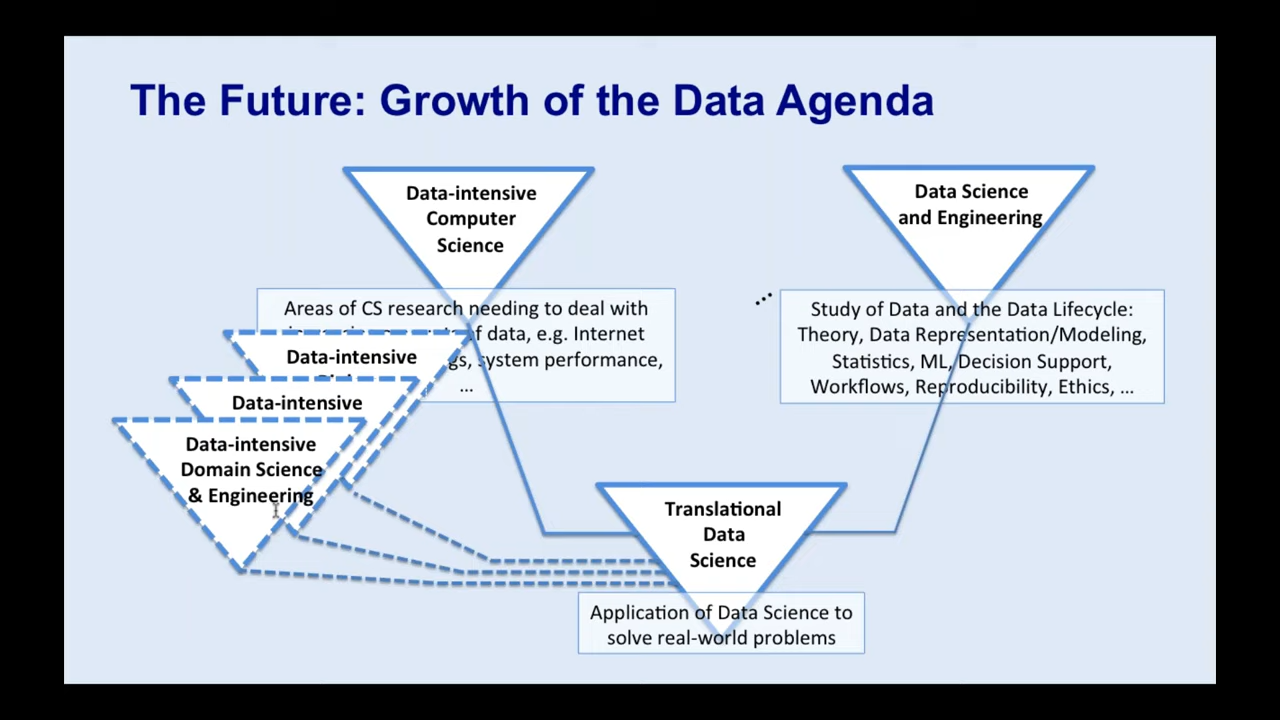 The Future: Growth of the Data Agenda
Data-intensive
Computer
Science
Data Science
and Engineering
Areas of CS research needing to deal with
of data, e.g. Internet
system performance,
...
...
Study of Data and the Data Lifecycle:
Theory, Data Representation/Modeling,
Statistics, ML, Decision Support,
Workflows, Reproducibility, Ethics, ...
Data-intensive
Data-intensive
Data-intensive
Domain Science
& Engineering
Translational
Data
Science
Application of Data Science to
solve real-world problems